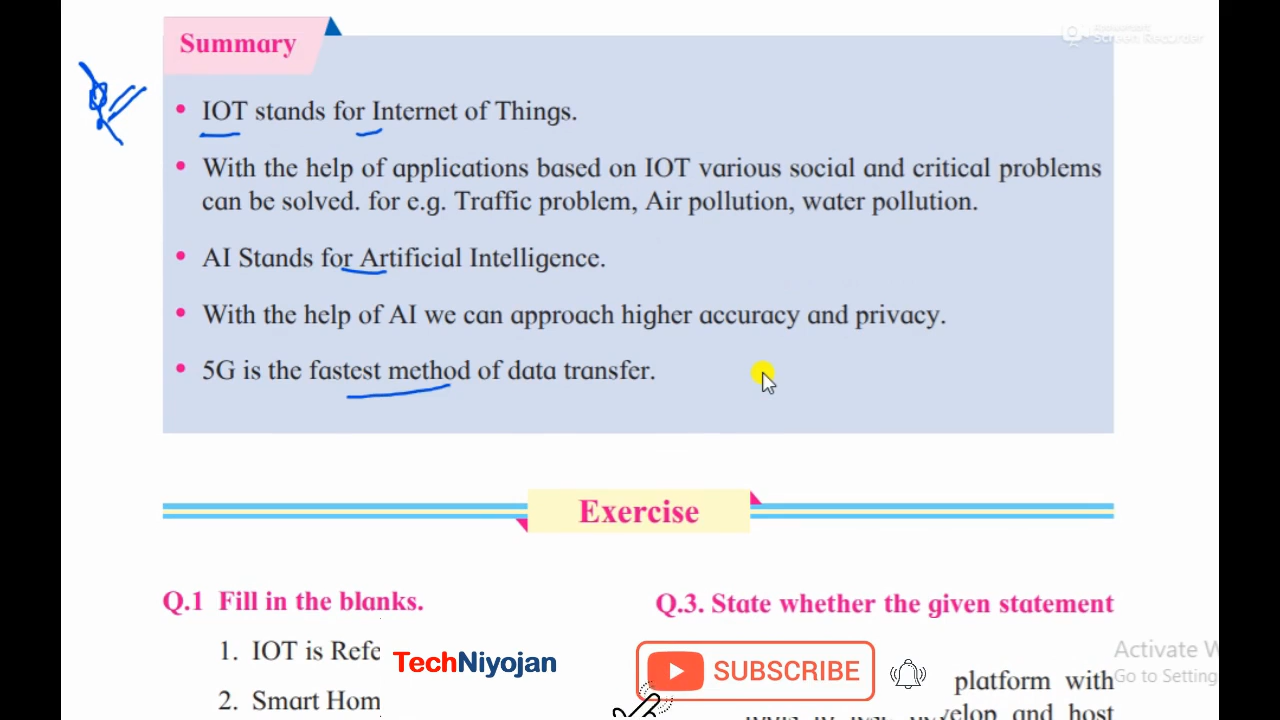 Summary
• IOT stands for Internet of Things.
• With the help of applications based on IOT various social and critical problems
can be solved. for e.g. Traffic problem, Air pollution, water pollution.
• AI Stands for Artificial Intelligence.
• With the help of AI we can approach higher accuracy and privacy.
• 5G is the fastest method of data transfer.
Exercise
Q.1 Fill in the blanks.
1. IOT is Refe
2. Smart Hom
Q.3. State whether the given statement
platform with
and host
TechNiyojan
SUBSCRIBE
Screen Recorder
Activate W
Go to Setting